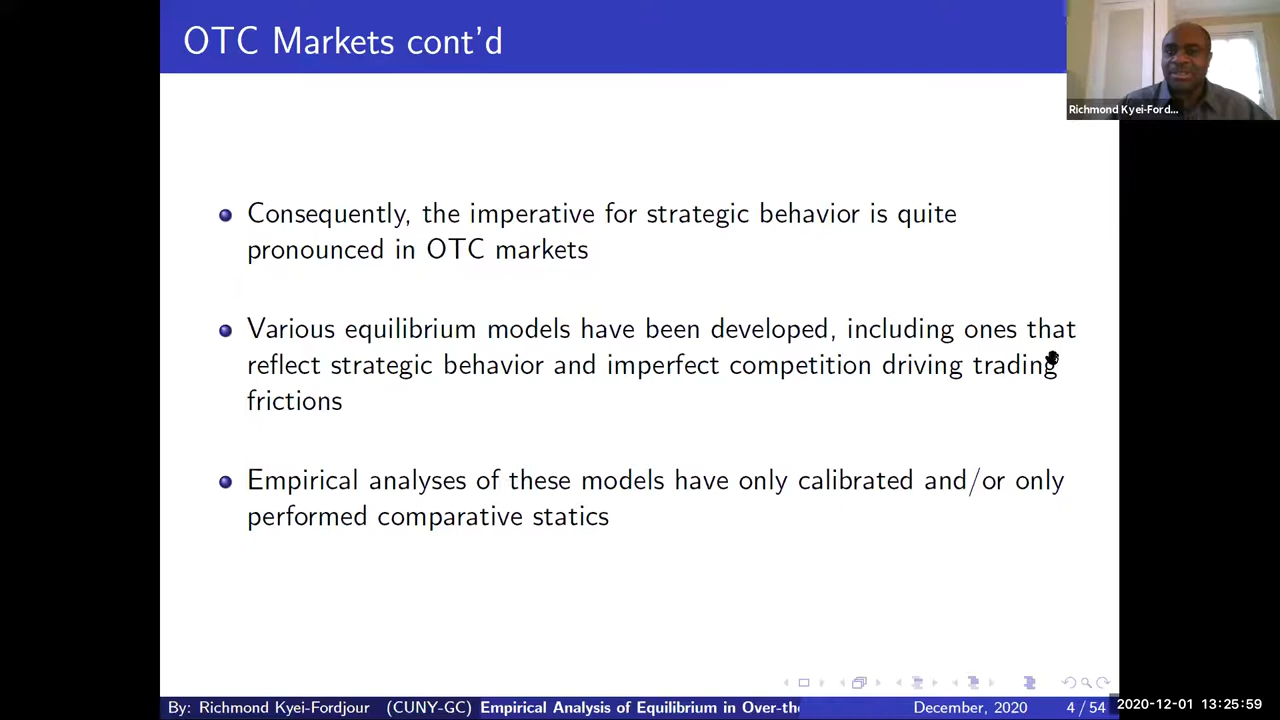 OTC Markets cont'd
Richmond Kyei-Ford...
Consequently, the imperative for strategic behavior is quite
pronounced in OTC markets
Various equilibrium models have been developed, including ones that
reflect strategic behavior and imperfect competition driving trading
frictions
Empirical analyses of these models have only calibrated and/or only
performed comparative statics
By: Richmond Kyei-Fordjour (CUNY-GC) Empirical Analysis of Equilibrium in Over-th December, 2020 4 / 54 2020-12-01 13:25:59